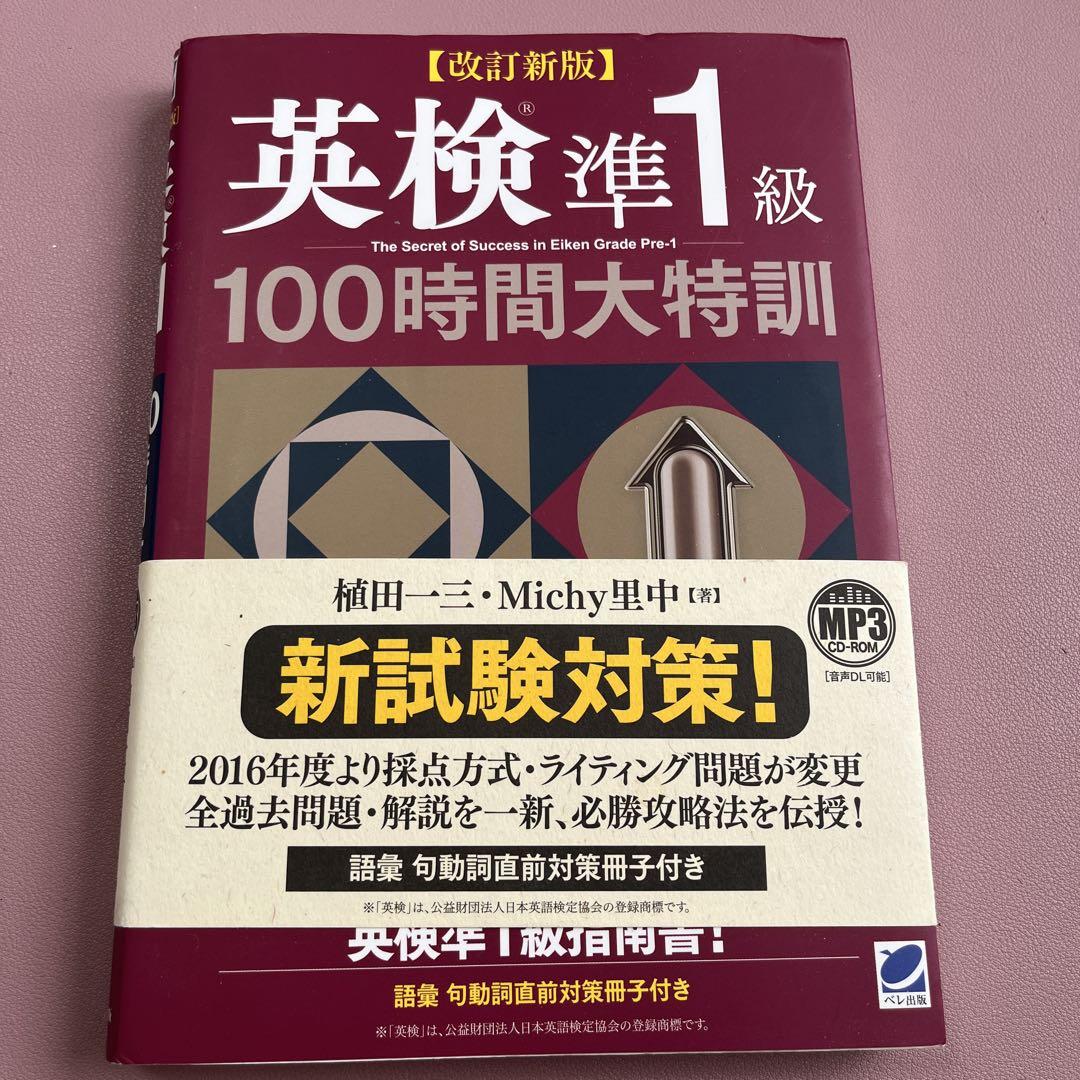 【改訂新版】
英検®準1級
The Secret of Success in Eiken Grade Pre-1
100時間大特訓
植田一三・Michy里中【著】
MP3
CD-ROM
［音声DL可能］
新試験対策！
2016年度より採点方式・ライティング問題が変更
全過去問題・解説を一新、必勝攻略法を伝授！
語彙 句動詞直前対策冊子付き
※「英検」は、公益財団法人日本英語検定協会の登録商標です。
英検準1級指南書！
語彙 句動詞直前対策冊子付き
※「英検」は、公益財団法人日本英語検定協会の登録商標です。
ベレ出版